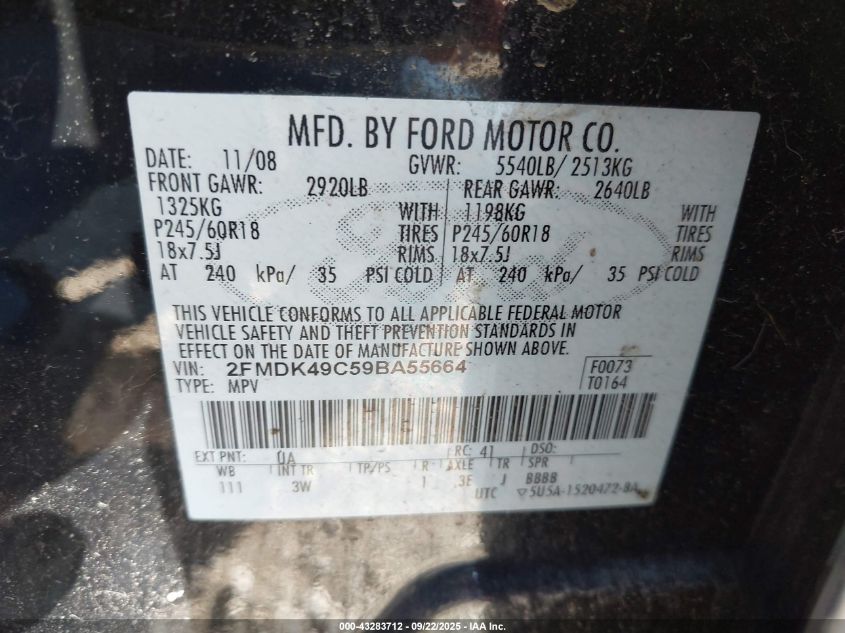 MFD. BY FORD MOTOR CO.
DATE: 11/08 GVWR: 5540LB/ 2513KG
FRONT GAWR: 2920LB REAR GAWR: 2640LB
1325KG WITH 1198KG WITH
P245/60R18 TIRES P245/60R18 TIRES
18x7.5J RIMS 18x7.5J RIMS
AT 240 kPa/ 35 PSI COLD AT 240 kPa/ 35 PSI COLD
THIS VEHICLE CONFORMS TO ALL APPLICABLE FEDERAL MOTOR
VEHICLE SAFETY AND THEFT PREVENTION STANDARDS IN
EFFECT ON THE DATE OF MANUFACTURE SHOWN ABOVE.
VIN: 2FMDK49C59BA55664 F0073
TYPE: MPV T0164
EXT PNT: UA RC: 41 DSO:
WB INT TR TP/PS R AXLE TR SPR
111 3W 1 3E J BBBB
UTC 5U5A-1520472-BA
000-43283712 - 09/22/2025 - IAA Inc.